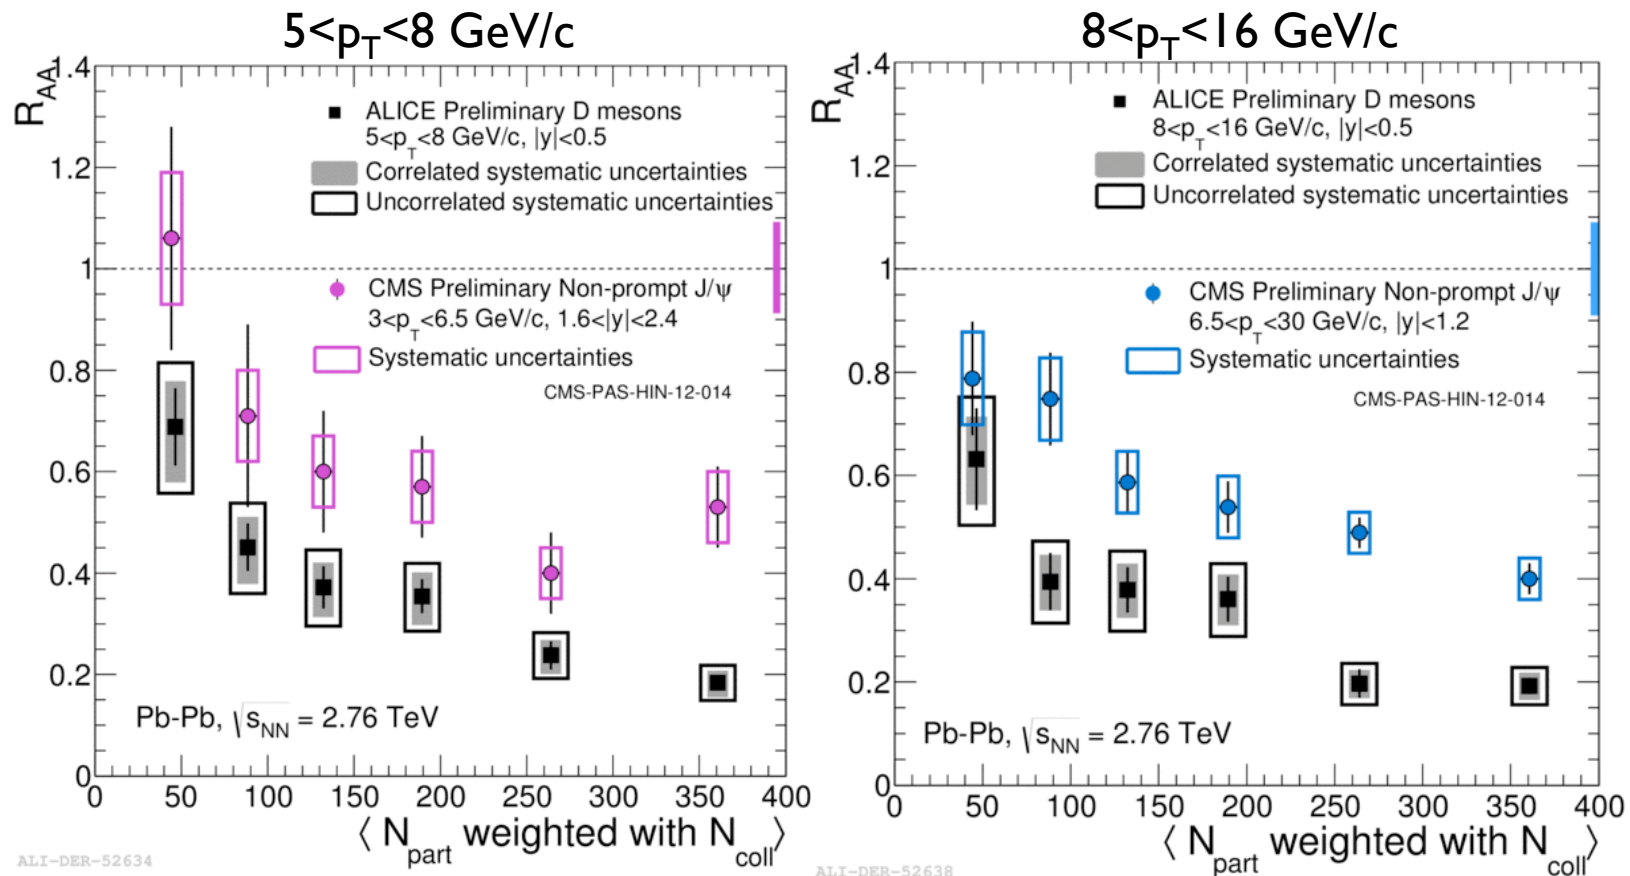 5<pT<8 GeV/c
RAA
1.4
1.2
1
0.8
0.6
0.4
0.2
0
ALICE Preliminary D mesons
5<pT<8 GeV/c, |y|<0.5
Correlated systematic uncertainties
Uncorrelated systematic uncertainties
CMS Preliminary Non-prompt J/ψ
3<pT<6.5 GeV/c, 1.6<|y|<2.4
Systematic uncertainties
CMS-PAS-HIN-12-014
Pb-Pb, √sNN = 2.76 TeV
0 50 100 150 200 250 300 350 400
⟨ Npart weighted with Ncoll⟩
ALI-DER-52634
8<pT<16 GeV/c
RAA
1.4
1.2
1
0.8
0.6
0.4
0.2
0
ALICE Preliminary D mesons
8<pT<16 GeV/c, |y|<0.5
Correlated systematic uncertainties
Uncorrelated systematic uncertainties
CMS Preliminary Non-prompt J/ψ
6.5<pT<30 GeV/c, |y|<1.2
Systematic uncertainties
CMS-PAS-HIN-12-014
Pb-Pb, √sNN = 2.76 TeV
0 50 100 150 200 250 300 350 400
⟨ Npart weighted with Ncoll⟩
ALI-DER-52638